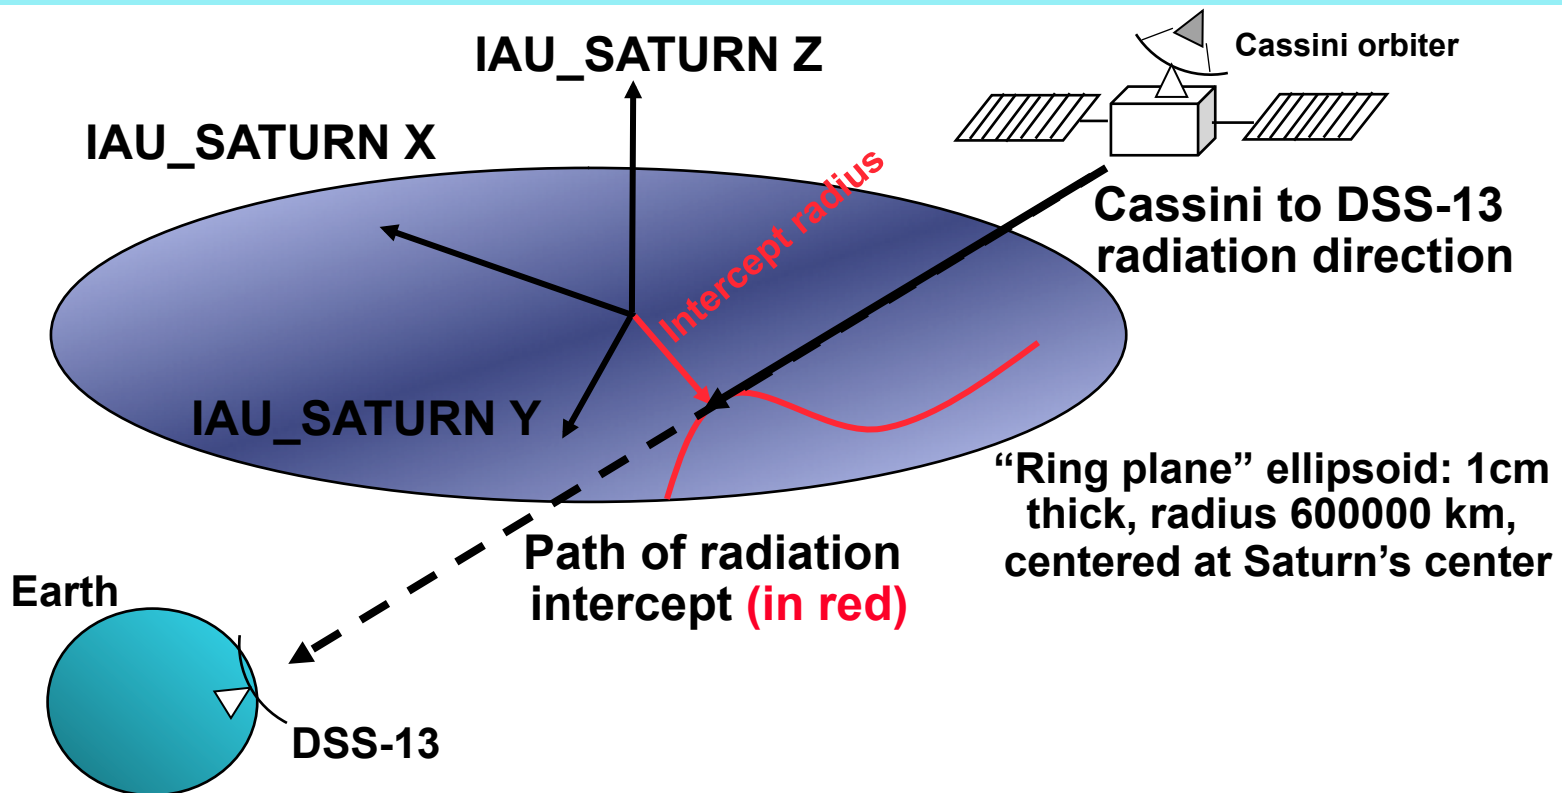 IAU_SATURN Z
Cassini orbiter
IAU_SATURN X
Intercept radius
Cassini to DSS-13
radiation direction
IAU_SATURN Y
“Ring plane” ellipsoid: 1cm
thick, radius 600000 km,
centered at Saturn’s center
Path of radiation
intercept (in red)
Earth
DSS-13